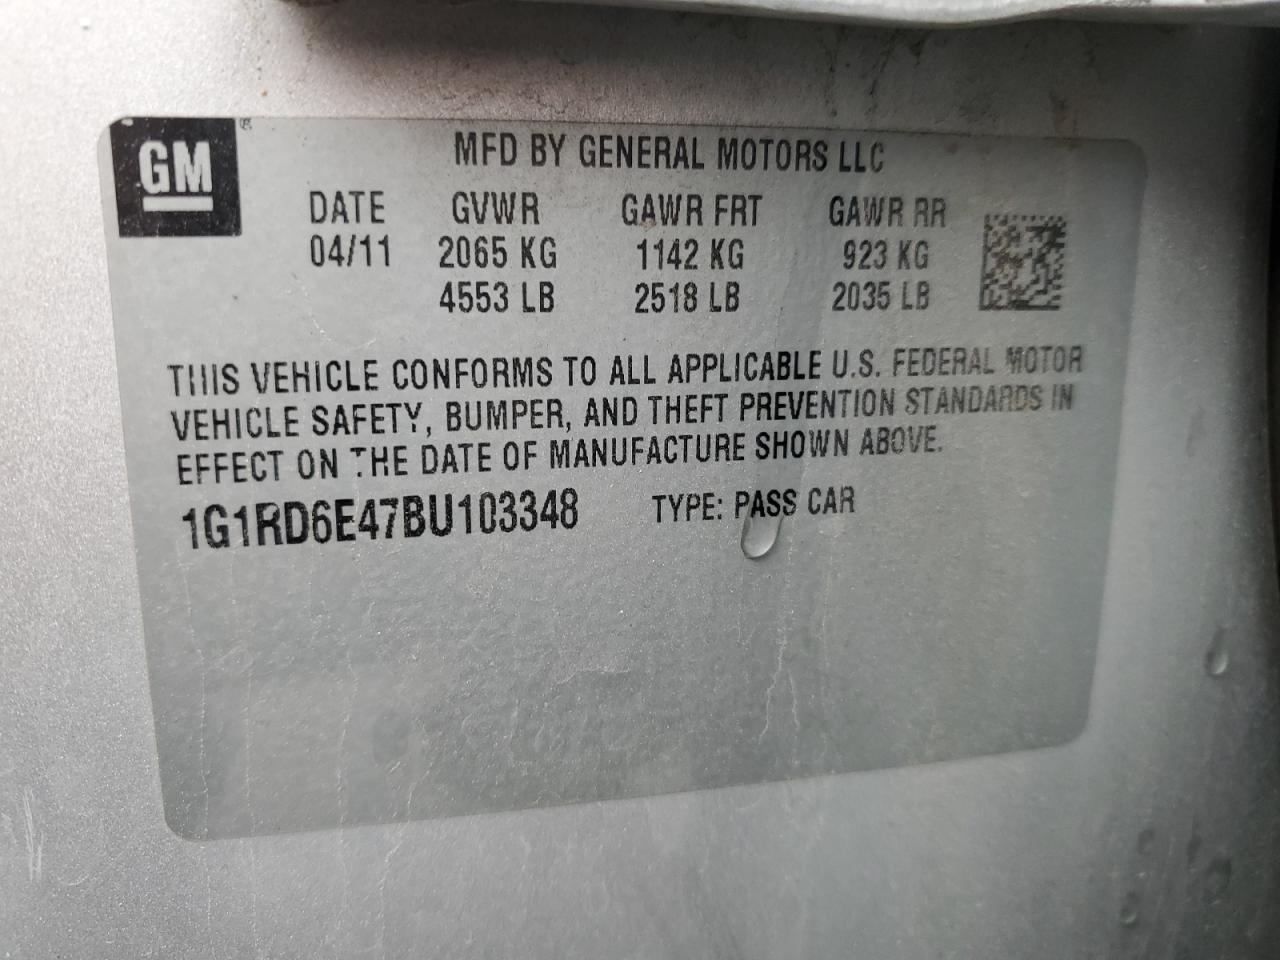 GM
MFD BY GENERAL MOTORS LLC
DATE GVWR GAWR FRT GAWR RR
04/11 2065 KG 1142 KG 923 KG
4553 LB 2518 LB 2035 LB
THIS VEHICLE CONFORMS TO ALL APPLICABLE U.S. FEDERAL MOTOR
VEHICLE SAFETY, BUMPER, AND THEFT PREVENTION STANDARDS IN
EFFECT ON THE DATE OF MANUFACTURE SHOWN ABOVE.
1G1RD6E47BU103348 TYPE: PASS CAR